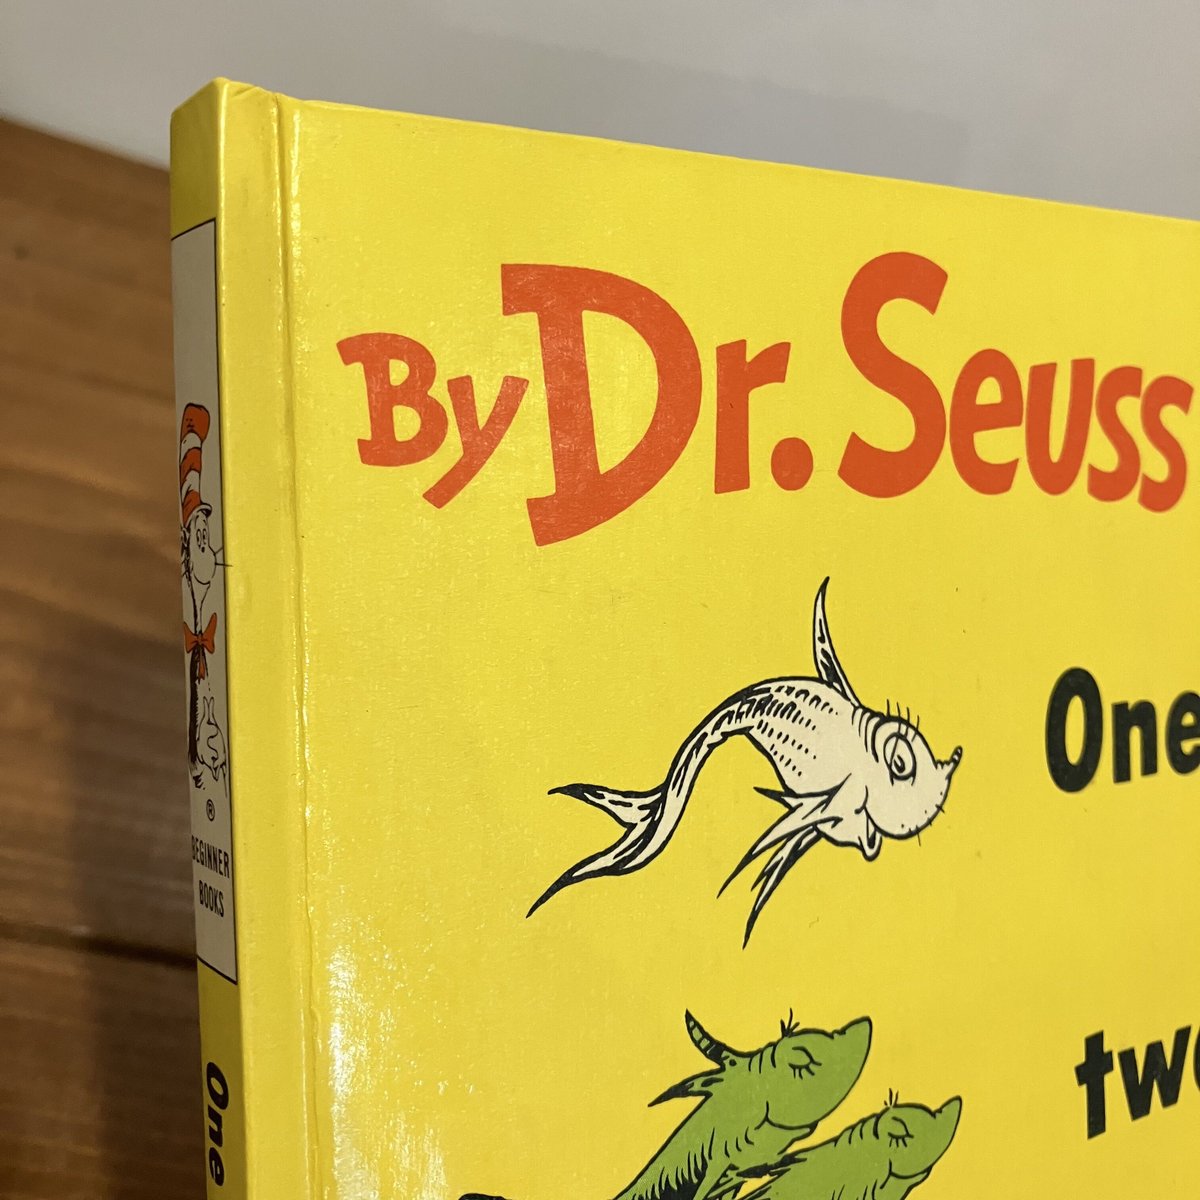 By Dr. Seuss
One
two
®
BEGINNER
BOOKS
One